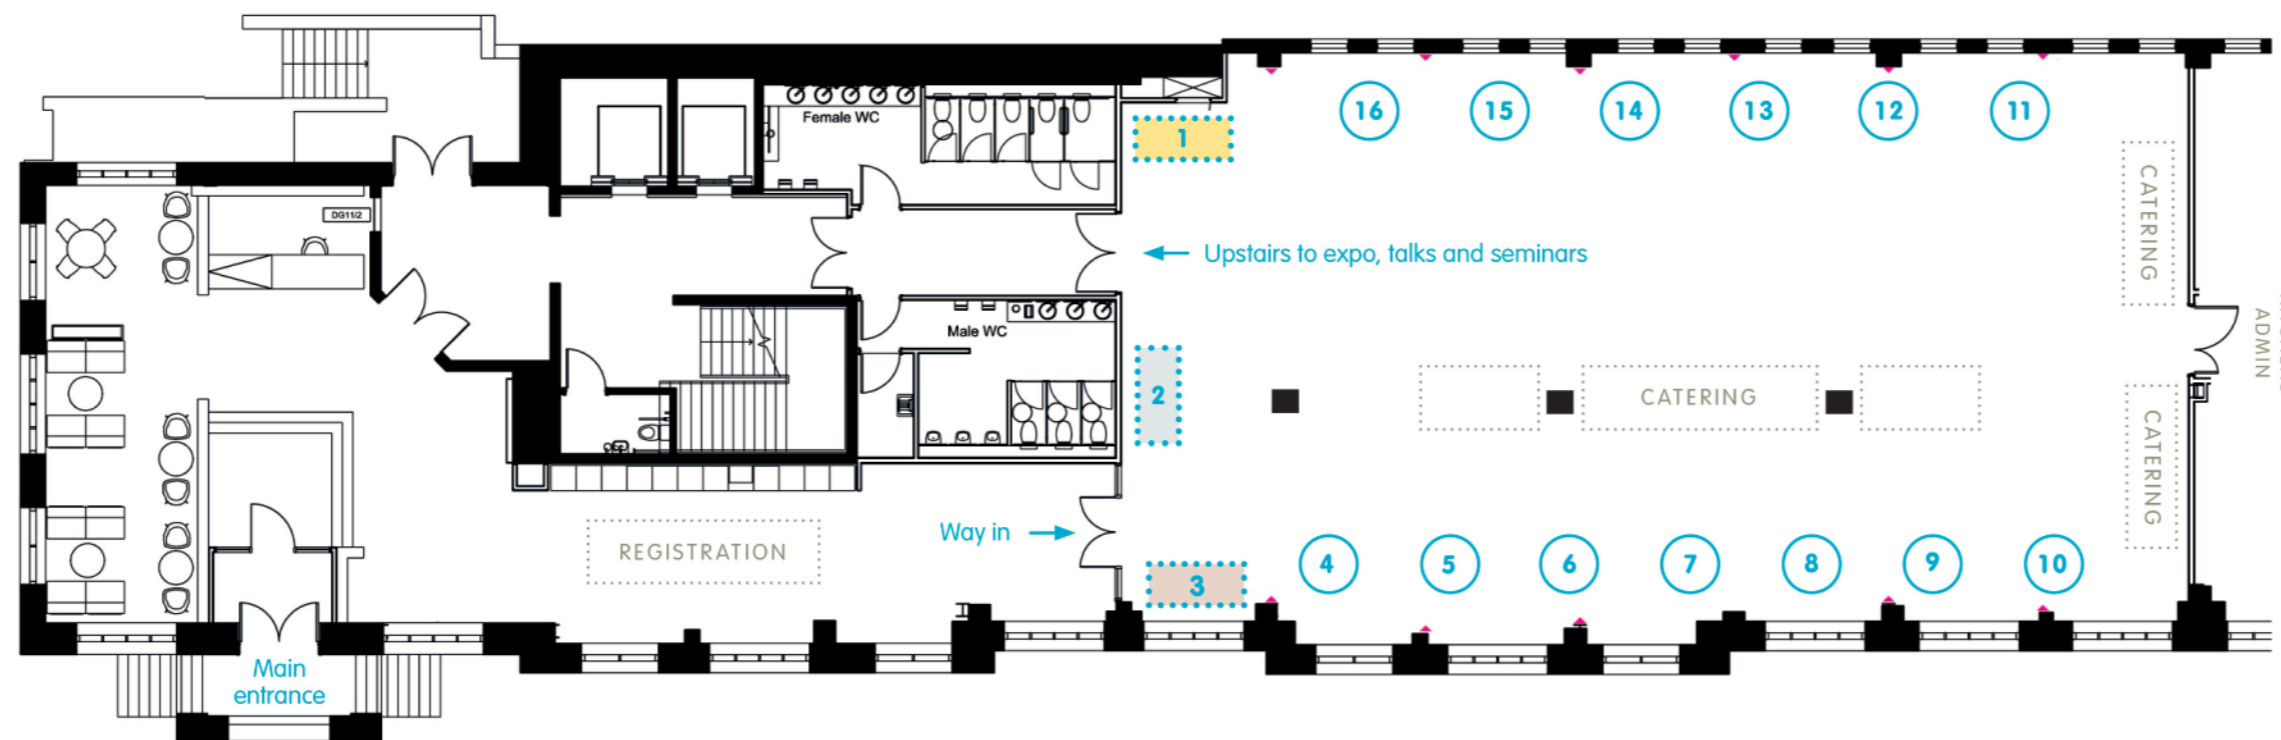 16
15
14
13
12
11
Female WC
1
DG11/2
CATERING
Upstairs to expo, talks and seminars
Male WC
ADMIN
2
CATERING
CATERING
Way in
REGISTRATION
3
4
5
6
7
8
9
10
Main
entrance